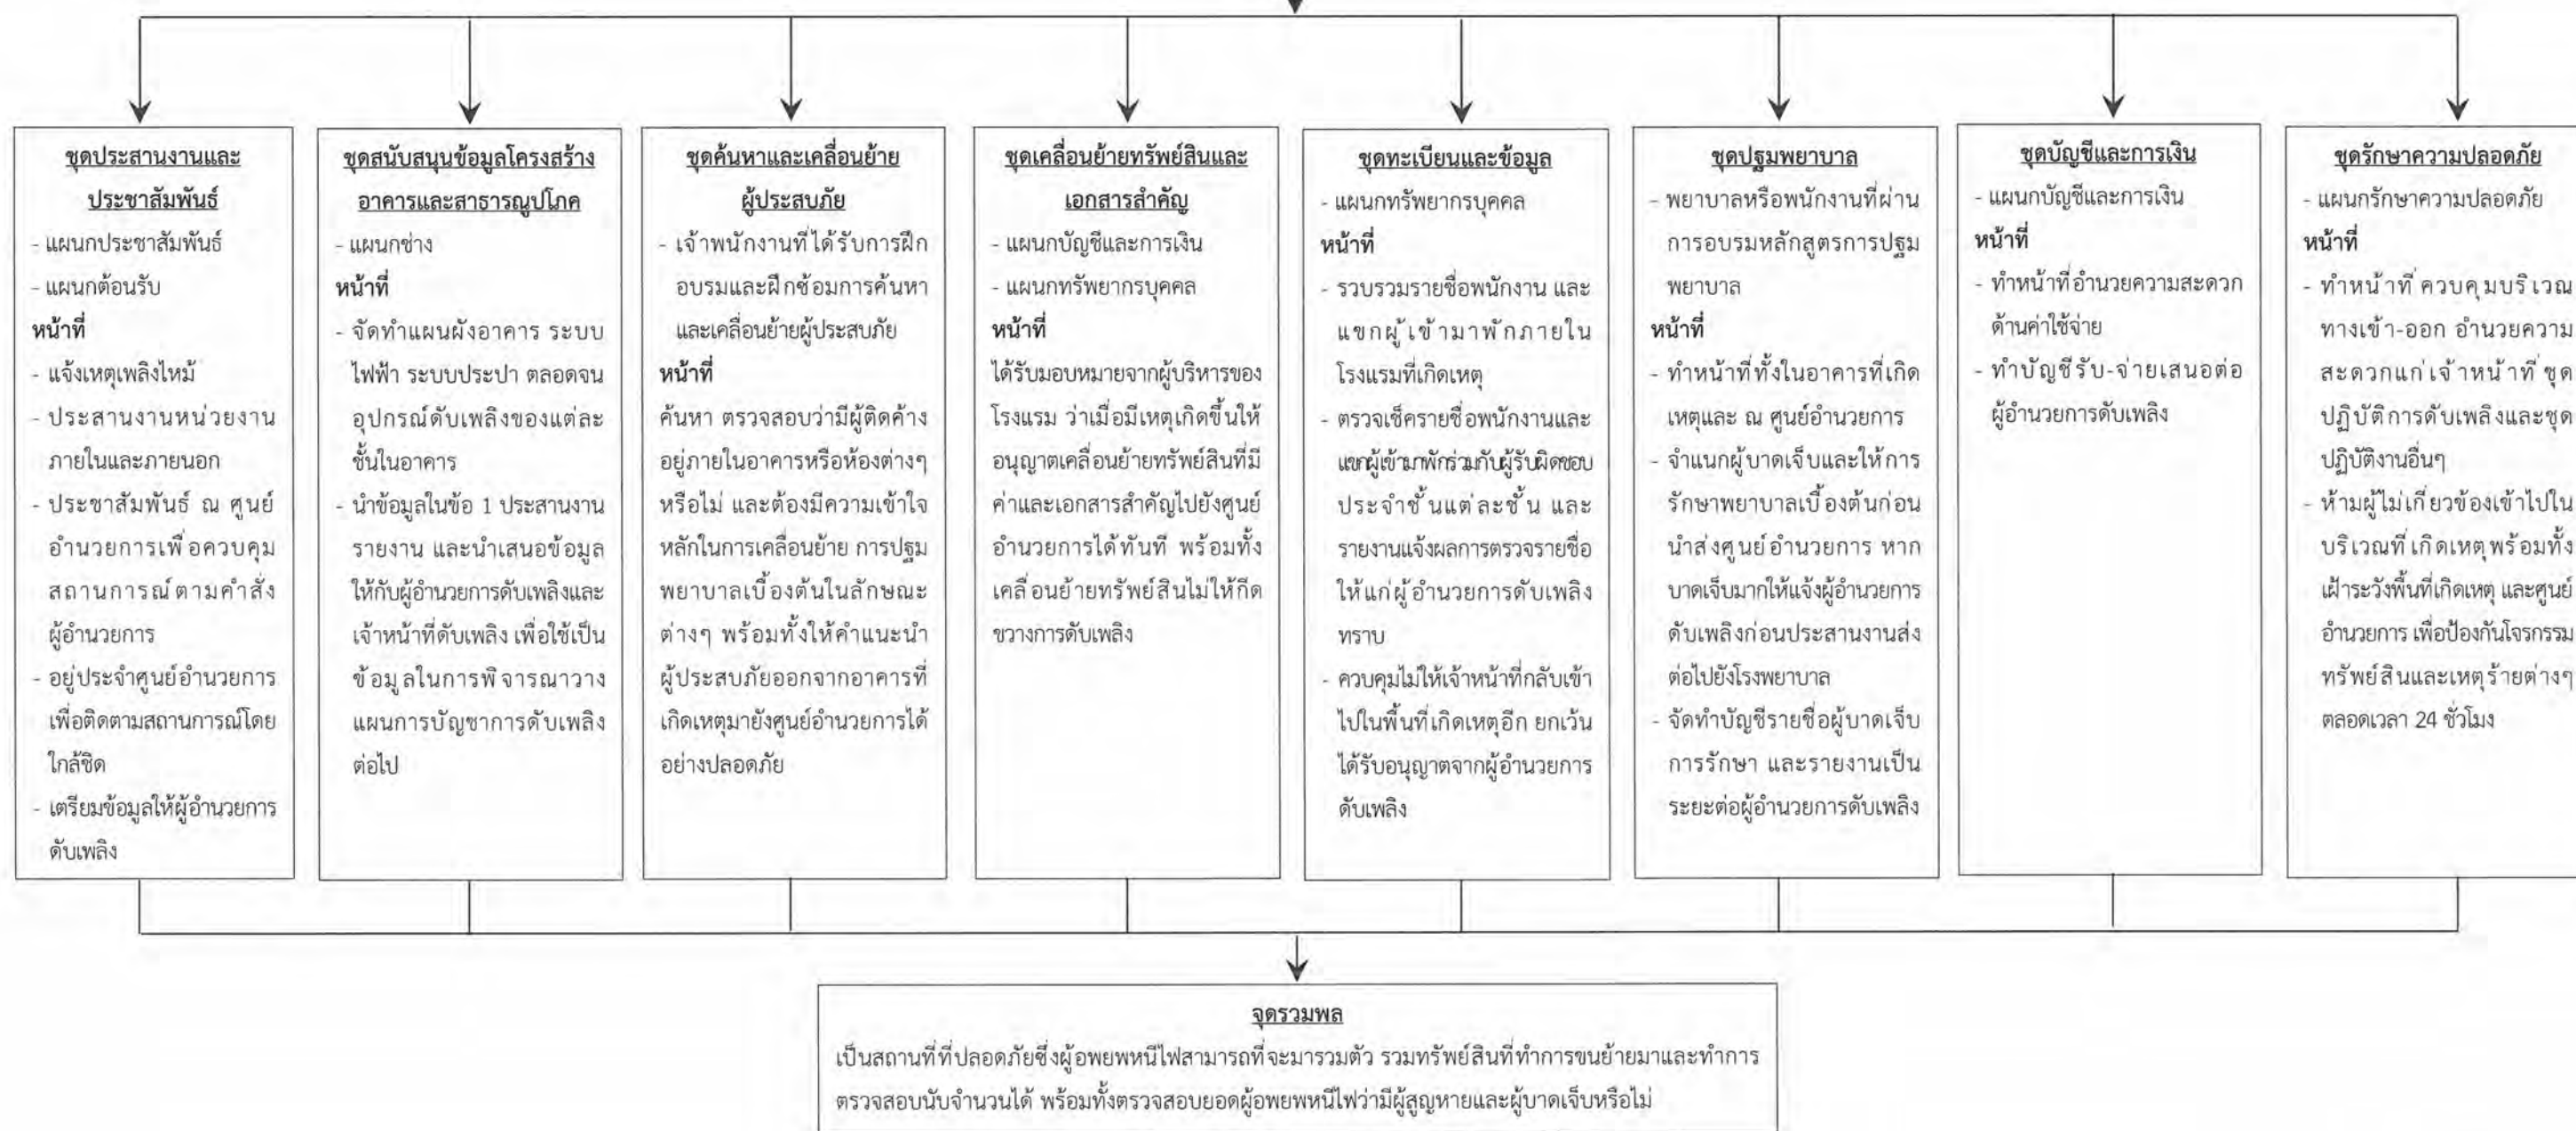 ชุดประสานงานและ
ประชาสัมพันธ์
- แผนกประชาสัมพันธ์
- แผนกต้อนรับ
หน้าที่
- แจ้งเหตุเพลิงไหม้
- ประสานงานหน่วยงาน
ภายในและภายนอก
- ประชาสัมพันธ์ ณ ศูนย์
อำนวยการเพื่อควบคุม
สถานการณ์ตามคำสั่ง
ผู้อำนวยการ
- อยู่ประจำศูนย์อำนวยการ
เพื่อติดตามสถานการณ์โดย
ใกล้ชิด
- เตรียมข้อมูลให้ผู้อำนวยการ
ดับเพลิง
ชุดสนับสนุนข้อมูลโครงสร้าง
อาคารและสาธารณูปโภค
- แผนกช่าง
หน้าที่
- จัดทำแผนผังอาคาร ระบบ
ไฟฟ้า ระบบประปา ตลอดจน
อุปกรณ์ดับเพลิงของแต่ละ
ชั้นในอาคาร
- นำข้อมูลในข้อ 1 ประสานงาน
รายงาน และนำเสนอข้อมูล
ให้กับผู้อำนวยการดับเพลิงและ
เจ้าหน้าที่ดับเพลิง เพื่อใช้เป็น
ข้อมูลในการพิจารณาวาง
แผนการบัญชาการดับเพลิง
ต่อไป
ชุดค้นหาและเคลื่อนย้าย
ผู้ประสบภัย
- เจ้าพนักงานที่ได้รับการฝึก
อบรมและฝึกซ้อมการค้นหา
และเคลื่อนย้ายผู้ประสบภัย
หน้าที่
ค้นหา ตรวจสอบว่ามีผู้ติดค้าง
อยู่ภายในอาคารหรือห้องต่างๆ
หรือไม่ และต้องมีความเข้าใจ
หลักในการเคลื่อนย้าย การปฐม
พยาบาลเบื้องต้นในลักษณะ
ต่างๆ พร้อมทั้งให้คำแนะนำ
ผู้ประสบภัยออกจากอาคารที่
เกิดเหตุมายังศูนย์อำนวยการได้
อย่างปลอดภัย
ชุดเคลื่อนย้ายทรัพย์สินและ
เอกสารสำคัญ
- แผนกบัญชีและการเงิน
- แผนกทรัพยากรบุคคล
หน้าที่
ได้รับมอบหมายจากผู้บริหารของ
โรงแรม ว่าเมื่อมีเหตุเกิดขึ้นให้
อนุญาตเคลื่อนย้ายทรัพย์สินที่มี
ค่าและเอกสารสำคัญไปยังศูนย์
อำนวยการได้ทันที พร้อมทั้ง
เคลื่อนย้ายทรัพย์สินไม่ให้กีด
ขวางการดับเพลิง
ชุดทะเบียนและข้อมูล
- แผนกทรัพยากรบุคคล
หน้าที่
- รวบรวมรายชื่อพนักงาน และ
แขกผู้เข้ามาพักภายใน
โรงแรมที่เกิดเหตุ
- ตรวจเช็ครายชื่อพนักงานและ
แขกผู้เข้ามาพักร่วมกับผู้รับผิดชอบ
ประจำชั้นแต่ละชั้น และ
รายงานแจ้งผลการตรวจรายชื่อ
ให้แก่ผู้อำนวยการดับเพลิง
ทราบ
- ควบคุมไม่ให้เจ้าหน้าที่กลับเข้า
ไปในพื้นที่เกิดเหตุอีก ยกเว้น
ได้รับอนุญาตจากผู้อำนวยการ
ดับเพลิง
ชุดปฐมพยาบาล
- พยาบาลหรือพนักงานที่ผ่าน
การอบรมหลักสูตรการปฐม
พยาบาล
หน้าที่
- ทำหน้าที่ทั้งในอาคารที่เกิด
เหตุและ ณ ศูนย์อำนวยการ
- จำแนกผู้บาดเจ็บและให้การ
รักษาพยาบาลเบื้องต้นก่อน
นำส่งศูนย์อำนวยการ หาก
บาดเจ็บมากให้แจ้งผู้อำนวยการ
ดับเพลิงก่อนประสานงานส่ง
ต่อไปยังโรงพยาบาล
- จัดทำบัญชีรายชื่อผู้บาดเจ็บ
การรักษา และรายงานเป็น
ระยะต่อผู้อำนวยการดับเพลิง
ชุดบัญชีและการเงิน
- แผนกบัญชีและการเงิน
หน้าที่
- ทำหน้าที่อำนวยความสะดวก
ด้านค่าใช้จ่าย
- ทำบัญชีรับ-จ่ายเสนอต่อ
ผู้อำนวยการดับเพลิง
ชุดรักษาความปลอดภัย
- แผนกรักษาความปลอดภัย
หน้าที่
- ทำหน้าที่ควบคุมบริเวณ
ทางเข้า-ออก อำนวยความ
สะดวกแก่เจ้าหน้าที่ชุด
ปฏิบัติการดับเพลิงและชุด
ปฏิบัติงานอื่นๆ
- ห้ามผู้ไม่เกี่ยวข้องเข้าไปใน
บริเวณที่เกิดเหตุพร้อมทั้ง
เฝ้าระวังพื้นที่เกิดเหตุ และศูนย์
อำนวยการ เพื่อป้องกันโจรกรรม
ทรัพย์สินและเหตุร้ายต่างๆ
ตลอดเวลา 24 ชั่วโมง
จุดรวมพล
เป็นสถานที่ที่ปลอดภัยซึ่งผู้อพยพหนีไฟสามารถที่จะมารวมตัว รวมทรัพย์สินที่ทำการขนย้ายมาและทำการ
ตรวจสอบนับจำนวนได้ พร้อมทั้งตรวจสอบยอดผู้อพยพหนีไฟว่ามีผู้สูญหายและผู้บาดเจ็บหรือไม่